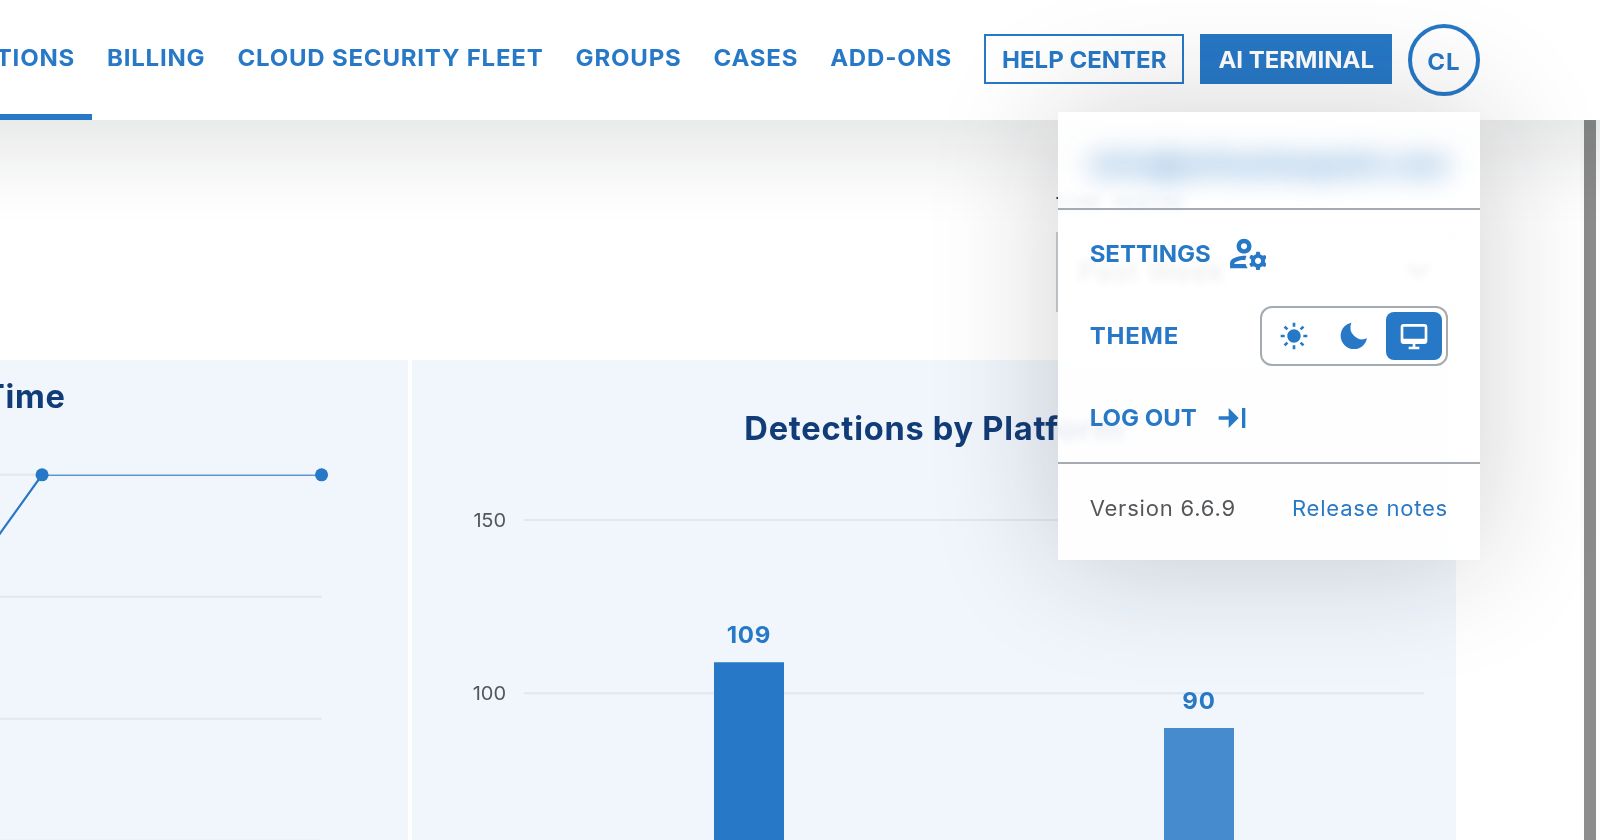 TIONS BILLING CLOUD SECURITY FLEET GROUPS CASES ADD-ONS HELP CENTER AI TERMINAL CL
SETTINGS
THEME
LOG OUT
Version 6.6.9 Release notes
Time
Detections by Platf
150
109
100
90